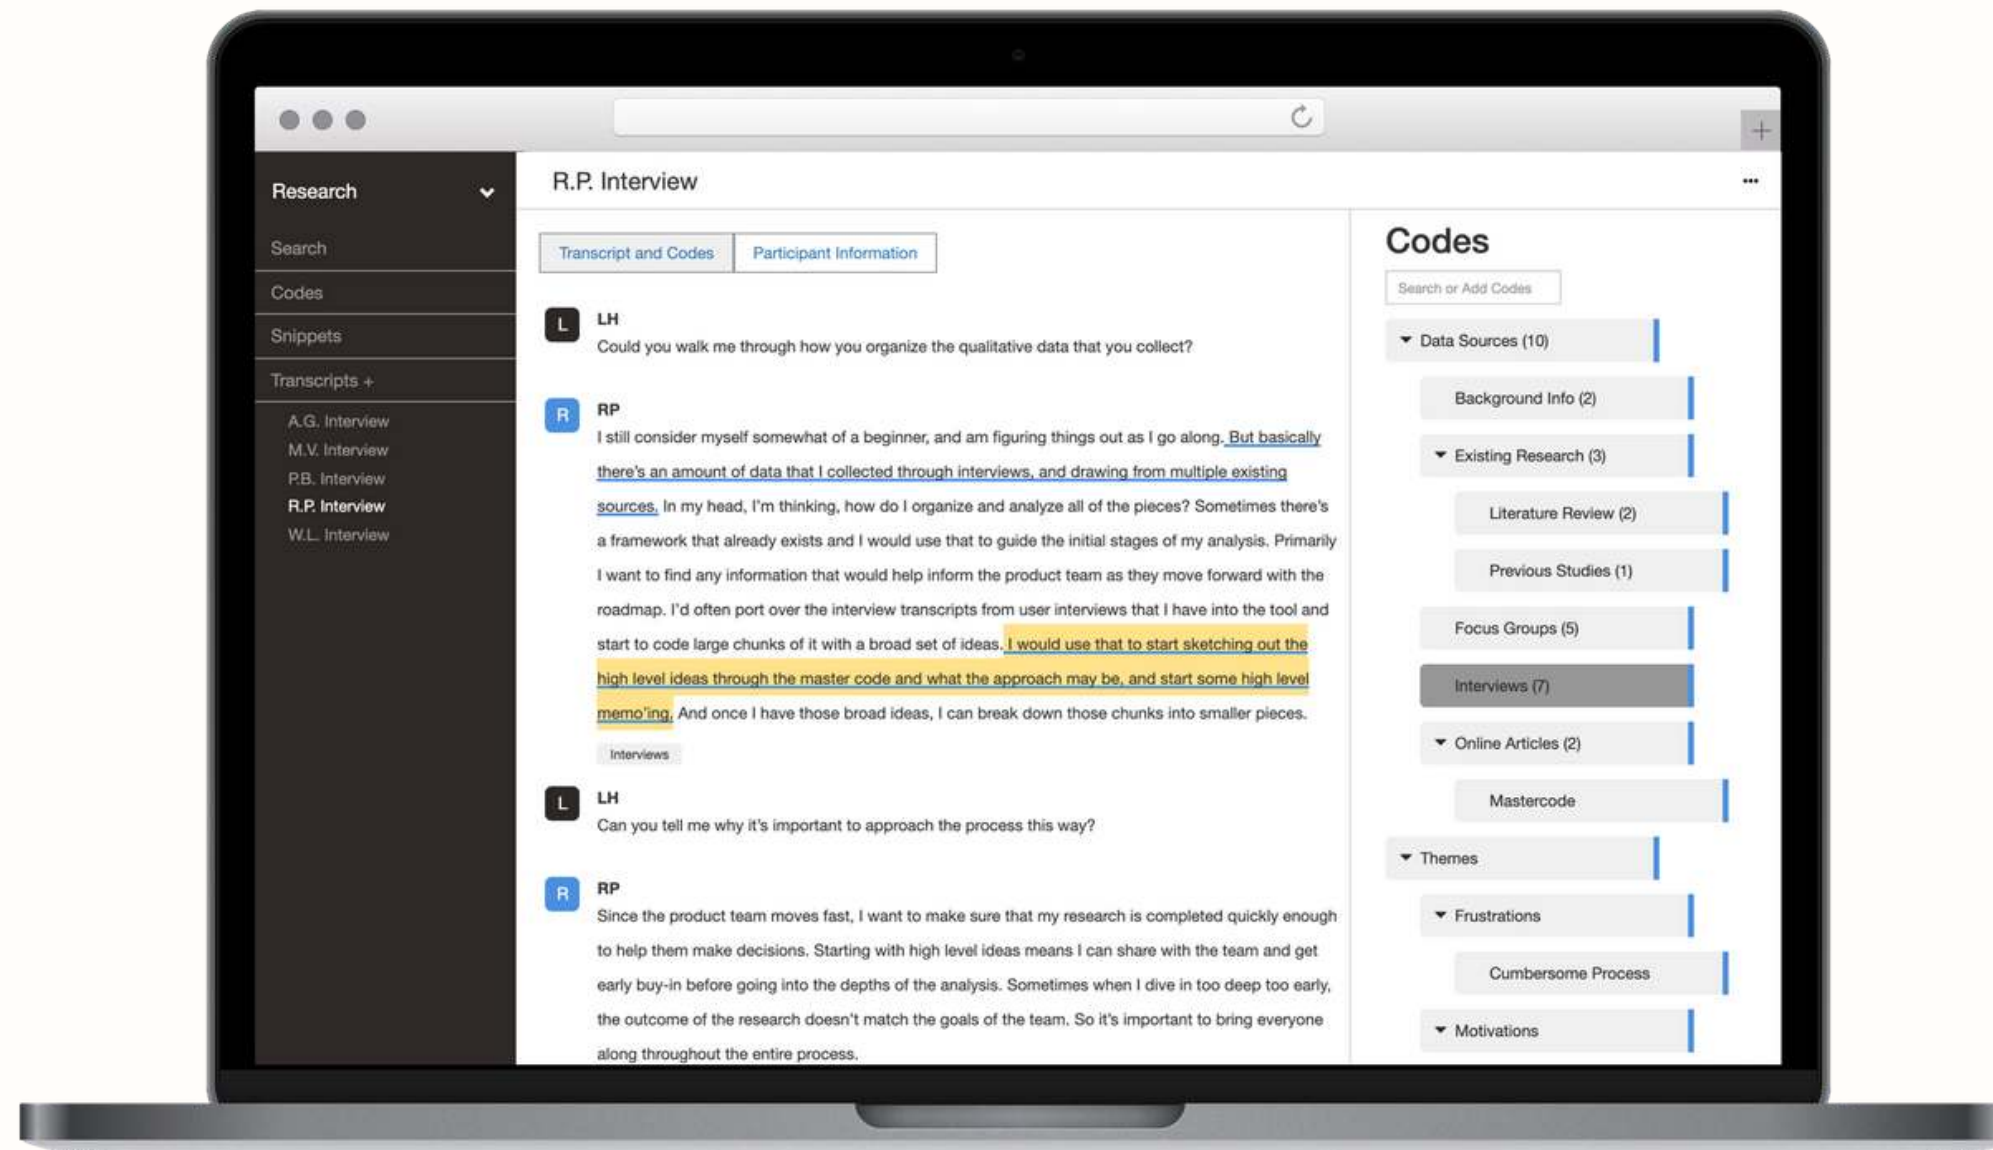 Research
Search
Codes
Snippets
Transcripts +
A.G. Interview
M.V. Interview
P.B. Interview
R.P. Interview
W.L. Interview
R.P. Interview
Transcript and Codes
Participant Information
L
LH
Could you walk me through how you organize the qualitative data that you collect?
R
RP
I still consider myself somewhat of a beginner, and am figuring things out as I go along. But basically
there's an amount of data that I collected through interviews, and drawing from multiple existing
sources. In my head, I'm thinking, how do I organize and analyze all of the pieces? Sometimes there's
a framework that already exists and I would use that to guide the initial stages of my analysis. Primarily
I want to find any information that would help inform the product team as they move forward with the
roadmap. I'd often port over the interview transcripts from user interviews that I have into the tool and
start to code large chunks of it with a broad set of ideas. I would use that to start sketching out the
high level ideas through the master code and what the approach may be, and start some high level
memo'ing. And once I have those broad ideas, I can break down those chunks into smaller pieces.
Interviews
L
LH
Can you tell me why it's important to approach the process this way?
R
RP
Since the product team moves fast, I want to make sure that my research is completed quickly enough
to help them make decisions. Starting with high level ideas means I can share with the team and get
early buy-in before going into the depths of the analysis. Sometimes when I dive in too deep too early,
the outcome of the research doesn't match the goals of the team. So it's important to bring everyone
along throughout the entire process.
Codes
Search or Add Codes
Data Sources (10)
Background Info (2)
Existing Research (3)
Literature Review (2)
Previous Studies (1)
Focus Groups (5)
Interviews (7)
Online Articles (2)
Mastercode
Themes
Frustrations
Cumbersome Process
Motivations